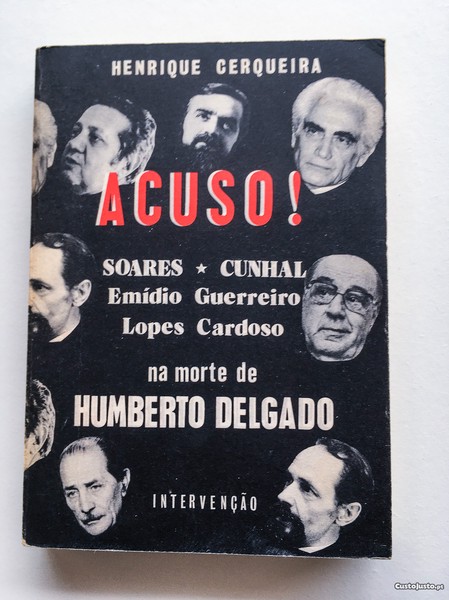 HENRIQUE CERQUEIRA
ACUSO!
SOARES ★ CUNHAL
Emídio Guerreiro
Lopes Cardoso
na morte de
HUMBERTO DELGADO
INTERVENÇÃO
CustoJusto.pt